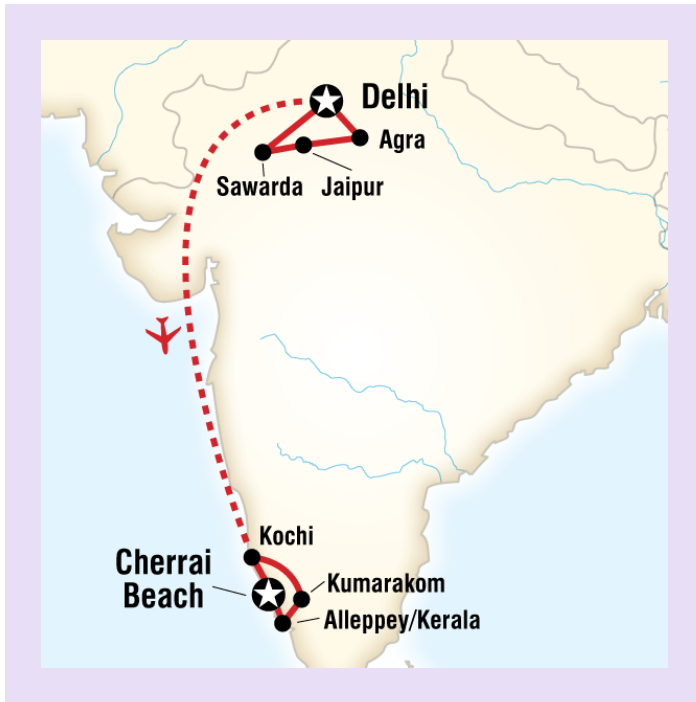 Delhi
Agra
Sawarda
Jaipur
Kochi
Cherrai
Beach
Kumarakom
Alleppey/Kerala